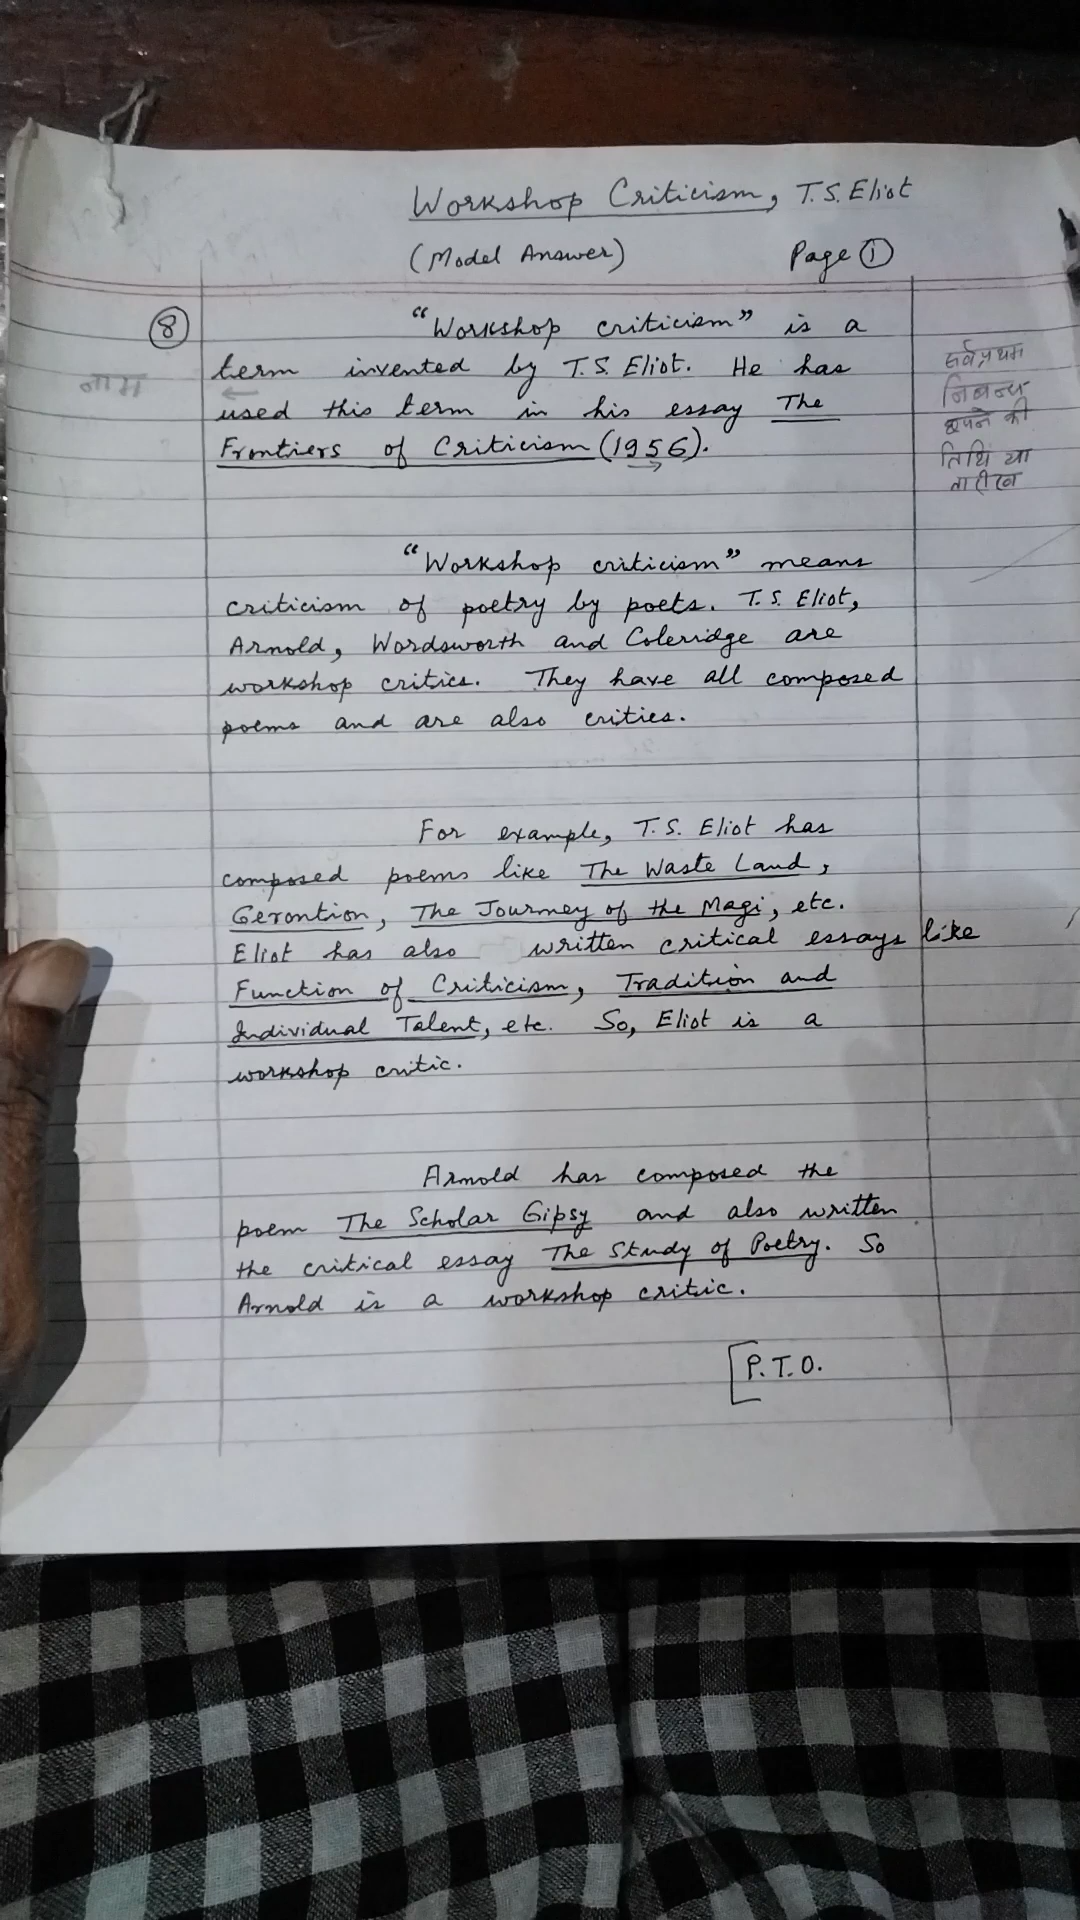 Workshop Criticism, T.S. Eliot
(Model Answer) Page ①
⑧
"Workshop criticism" is a
term invented by T.S. Eliot. He has
used this term in his essay The
Frontiers of Criticism (1956).
नाम
सर्वप्रथम
निबन्ध
छपने की
तिथि या
तारीख
"Workshop criticism" means
criticism of poetry by poets. T.S. Eliot,
Arnold, Wordsworth and Coleridge are
workshop critics. They have all composed
poems and are also critics.
For example, T.S. Eliot has
composed poems like The Waste Land,
Gerontion, The Journey of the Magi, etc.
Eliot has also written critical essays like
Function of Criticism, Tradition and
Individual Talent, etc. So, Eliot is a
workshop critic.
Arnold has composed the
poem The Scholar Gipsy and also written
the critical essay The Study of Poetry. So
Arnold is a workshop critic.
[P.T.O.